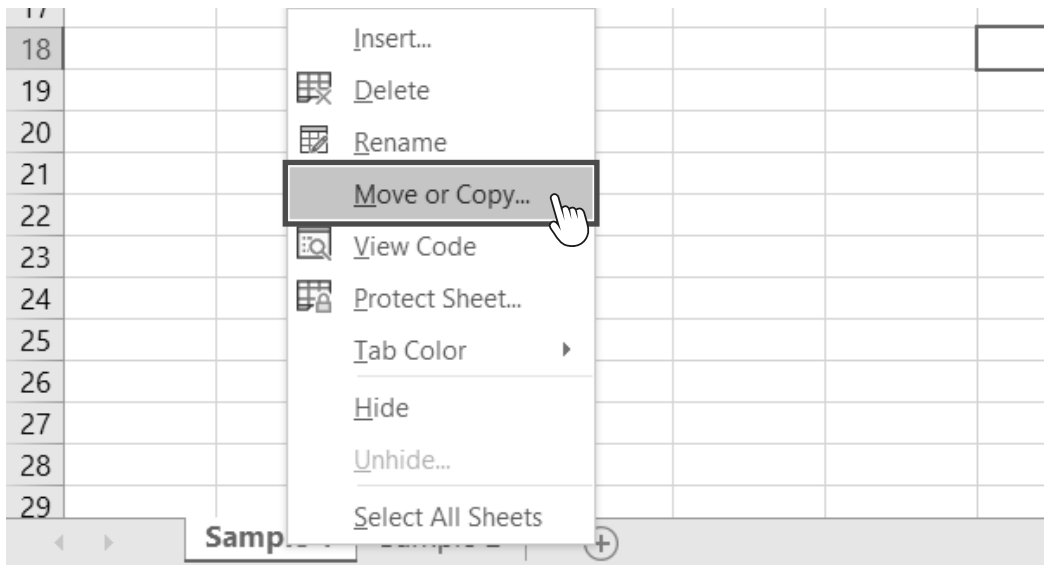 18
19
20
21
22
23
24
25
26
27
28
29
Insert...
Delete
Rename
Move or Copy...
View Code
Protect Sheet...
Tab Color
Hide
Unhide...
Select All Sheets